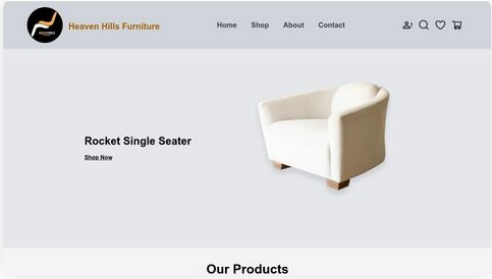 Heaven Hills Furniture
Home Shop About Contact
Rocket Single Seater
Shop Now
Our Products